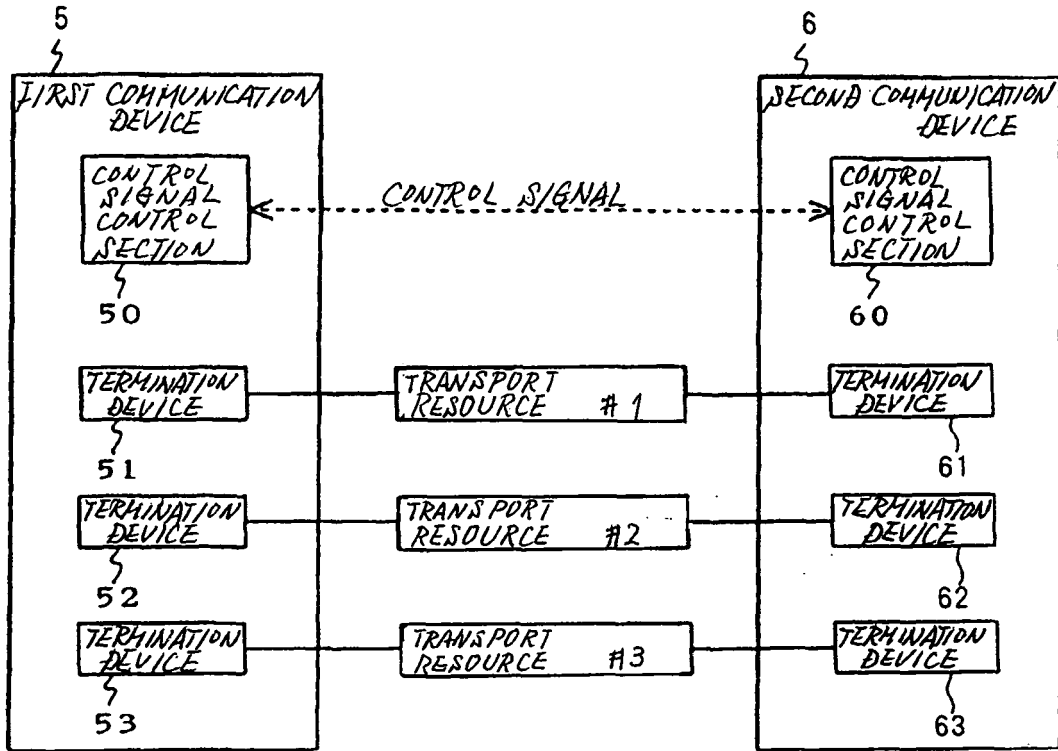 5
6
FIRST COMMUNICATION
DEVICE
SECOND COMMUNICATION
DEVICE
CONTROL
SIGNAL
CONTROL
SECTION
CONTROL SIGNAL
CONTROL
SIGNAL
CONTROL
SECTION
50
60
TERMINATION
DEVICE
TRANSPORT
RESOURCE #1
TERMINATION
DEVICE
51
61
TERMINATION
DEVICE
TRANSPORT
RESOURCE #2
TERMINATION
DEVICE
52
62
TERMINATION
DEVICE
TRANSPORT
RESOURCE #3
TERMINATION
DEVICE
53
63